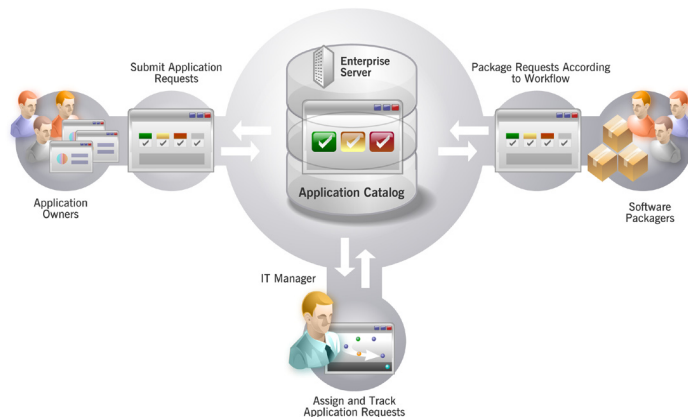 Submit Application
Requests
Enterprise
Server
Package Requests According
to Workflow
Application Catalog
Application
Owners
Software
Packagers
IT Manager
Assign and Track
Application Requests